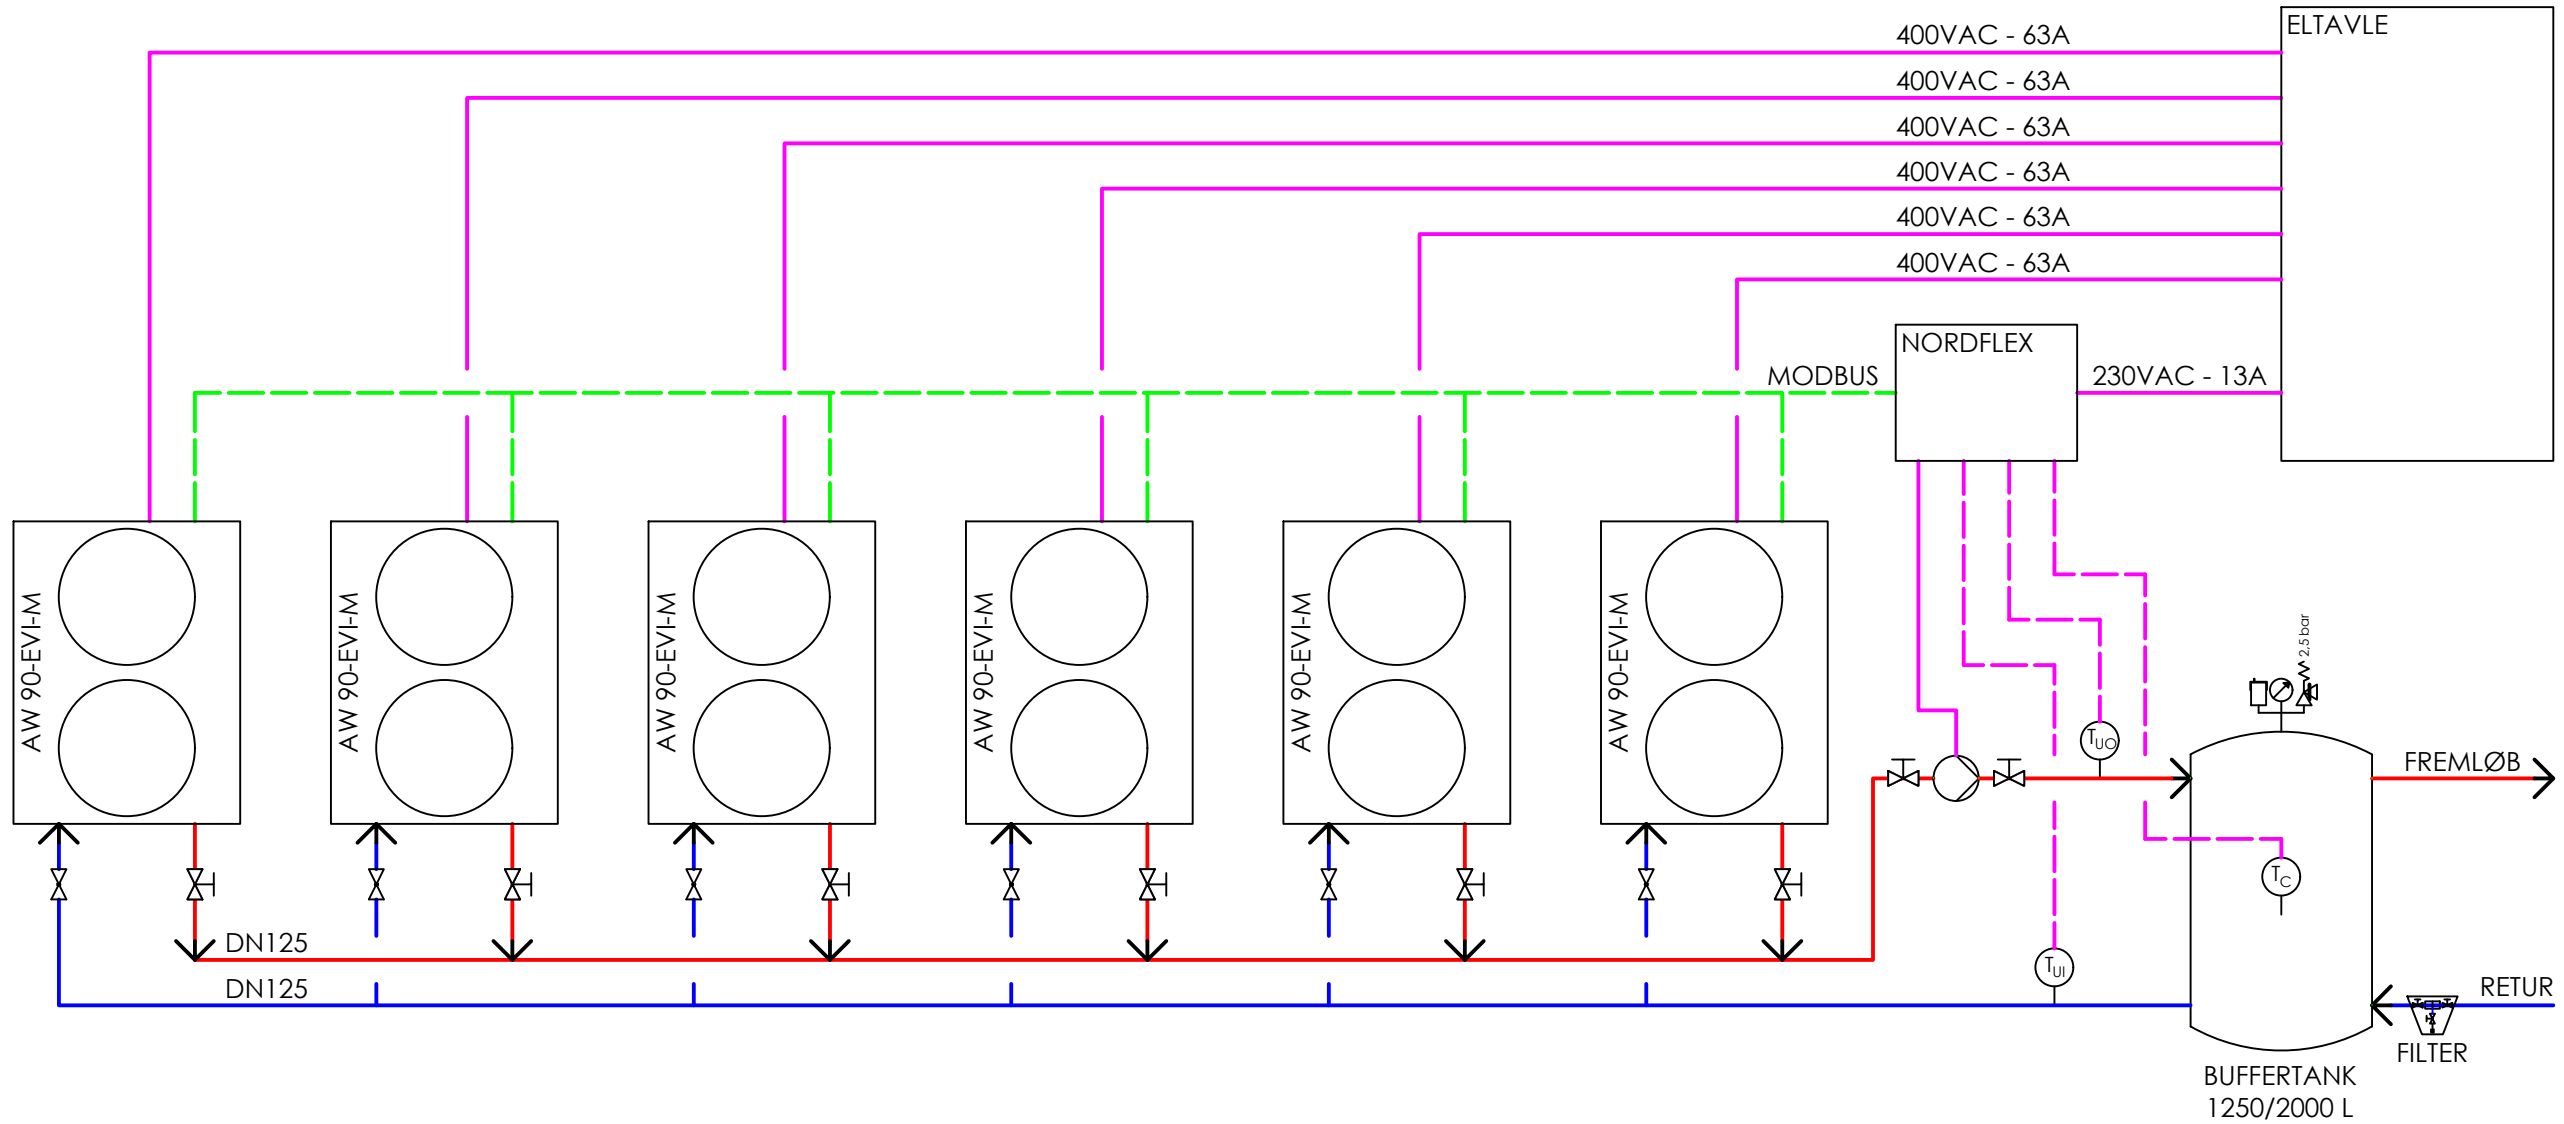 400VAC - 63A
ELTAVLE
400VAC - 63A
400VAC - 63A
400VAC - 63A
400VAC - 63A
400VAC - 63A
NORDFLEX
MODBUS
230VAC - 13A
AW 90-EVI-M
AW 90-EVI-M
AW 90-EVI-M
AW 90-EVI-M
AW 90-EVI-M
AW 90-EVI-M
2,5 bar
TUO
FREMLØB
TC
DN125
TUI
DN125
RETUR
FILTER
BUFFERTANK
1250/2000 L